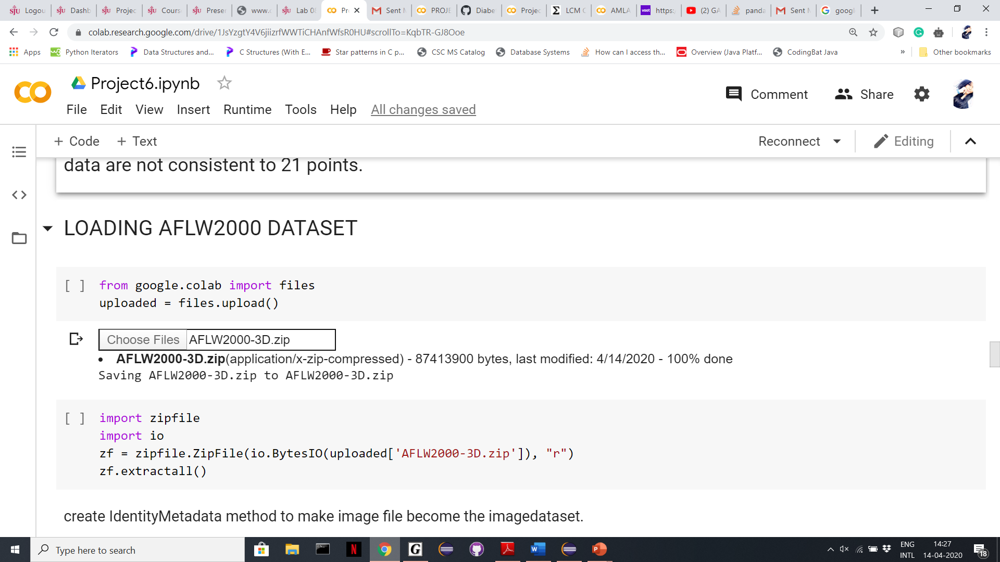 Logou
Dashb
Projec
Cours
Preser
www.c
Lab 08
Pr
Sent M
PROJE
Diabe
Projec
LCM C
AMLA
https:
(2) GA
panda
Sent M
googl
colab.research.google.com/drive/1JsYzgtY4V6jiizrfWWTiCHAnfWfsR0HU#scrollTo=KqbTR-GJ8Ooe
Apps
Python Iterators
Data Structures and...
C Structures (With E...
Star patterns in C p...
CSC MS Catalog
Database Systems
How can I access th...
Overview (Java Platf...
CodingBat Java
»
Other bookmarks
Project6.ipynb
Comment
Share
File Edit View Insert Runtime Tools Help All changes saved
+ Code + Text
Reconnect
Editing
data are not consistent to 21 points.
LOADING AFLW2000 DATASET
[ ] from google.colab import files
uploaded = files.upload()
Choose Files AFLW2000-3D.zip
• AFLW2000-3D.zip(application/x-zip-compressed) - 87413900 bytes, last modified: 4/14/2020 - 100% done
Saving AFLW2000-3D.zip to AFLW2000-3D.zip
[ ] import zipfile
import io
zf = zipfile.ZipFile(io.BytesIO(uploaded['AFLW2000-3D.zip']), "r")
zf.extractall()
create IdentityMetadata method to make image file become the imagedataset.
Type here to search
ENG
INTL
14:27
14-04-2020
18